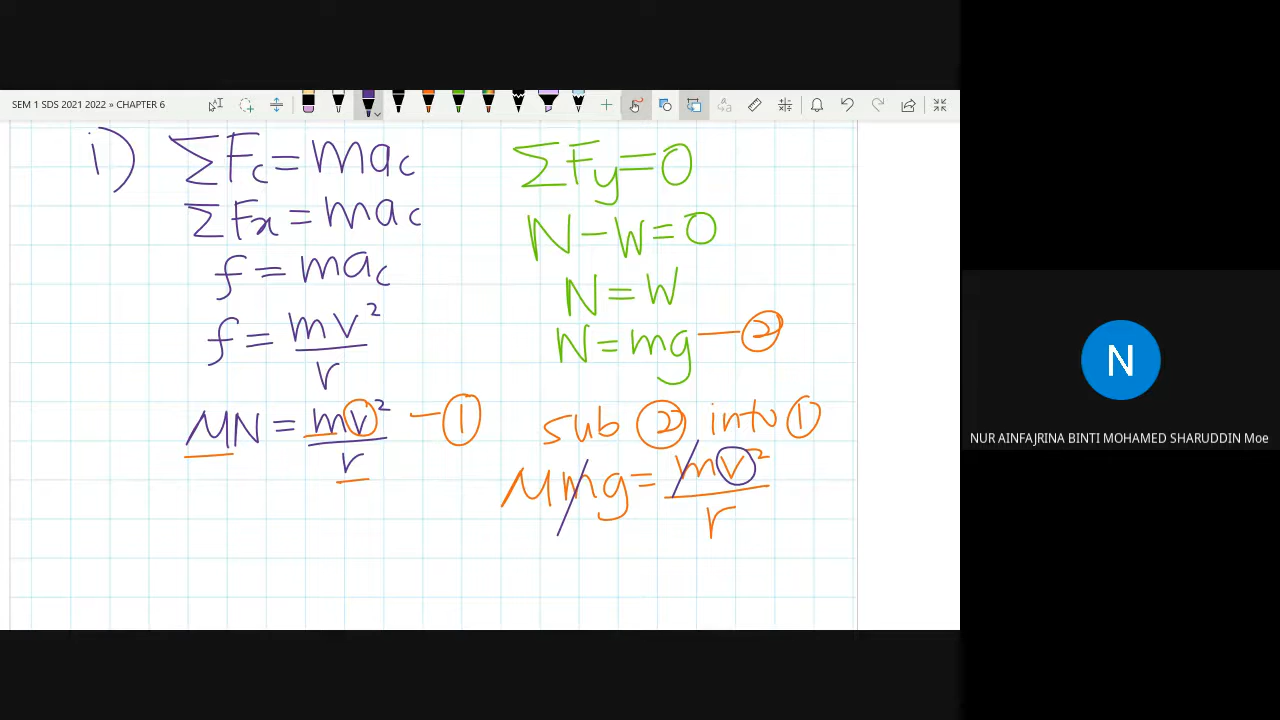 SEM 1 SDS 2021 2022 » CHAPTER 6
i) ΣFc = mac
ΣFx = mac
f = mac
f = mv²/r
μN = mv²/r — ①
ΣFy = 0
N − W = 0
N = W
N = mg — ②
sub ② into ①
μmg = mv²/r
N
NUR AINFAJRINA BINTI MOHAMED SHARUDDIN Moe